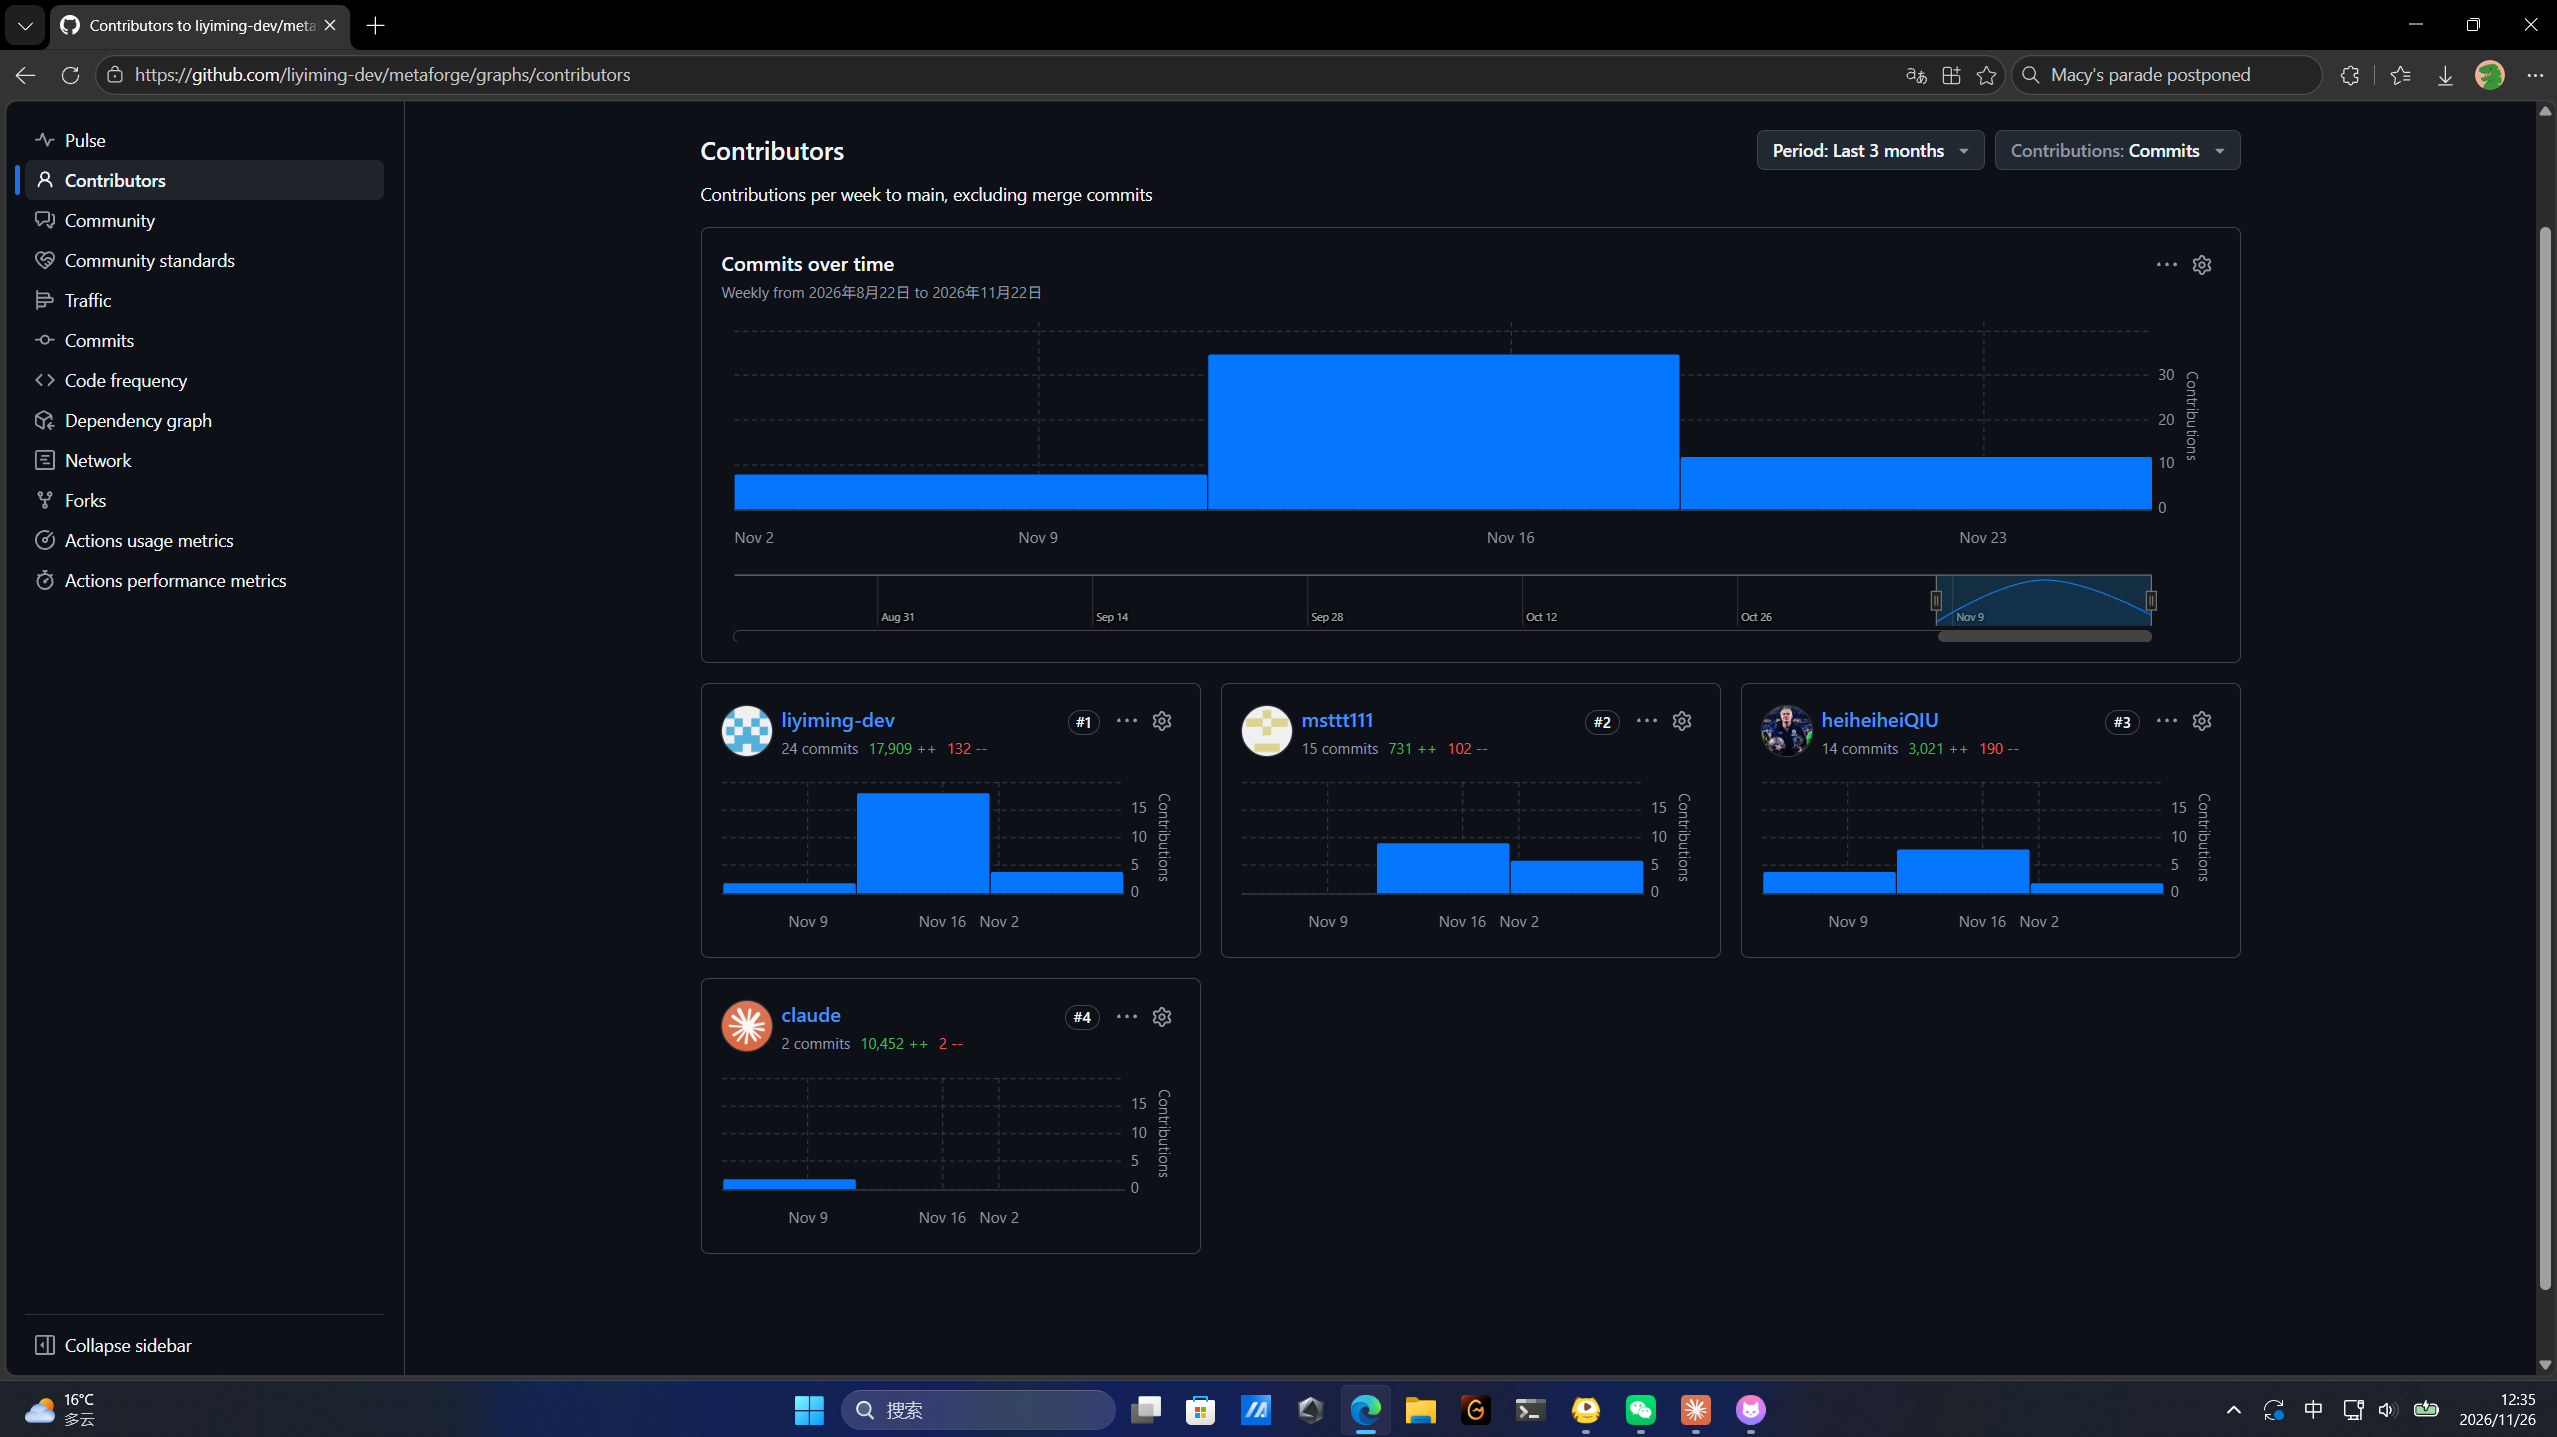 Contributors to liyiming-dev/meta
https://github.com/liyiming-dev/metaforge/graphs/contributors
Macy's parade postponed
Pulse
Contributors
Community
Community standards
Traffic
Commits
Code frequency
Dependency graph
Network
Forks
Actions usage metrics
Actions performance metrics
Collapse sidebar
Contributors
Period: Last 3 months
Contributions: Commits
Contributions per week to main, excluding merge commits
Commits over time
Weekly from 2026年8月22日 to 2026年11月22日
30
20
10
0
Contributions
Nov 2 Nov 9 Nov 16 Nov 23
Aug 31 Sep 14 Sep 28 Oct 12 Oct 26 Nov 9
liyiming-dev #1
24 commits 17,909 ++ 132 --
15
10
5
0
Contributions
Nov 9 Nov 16 Nov 2
msttt111 #2
15 commits 731 ++ 102 --
15
10
5
0
Contributions
Nov 9 Nov 16 Nov 2
heiheiheiQIU #3
14 commits 3,021 ++ 190 --
15
10
5
0
Contributions
Nov 9 Nov 16 Nov 2
claude #4
2 commits 10,452 ++ 2 --
15
10
5
0
Contributions
Nov 9 Nov 16 Nov 2
16°C
多云
搜索
中
12:35
2026/11/26